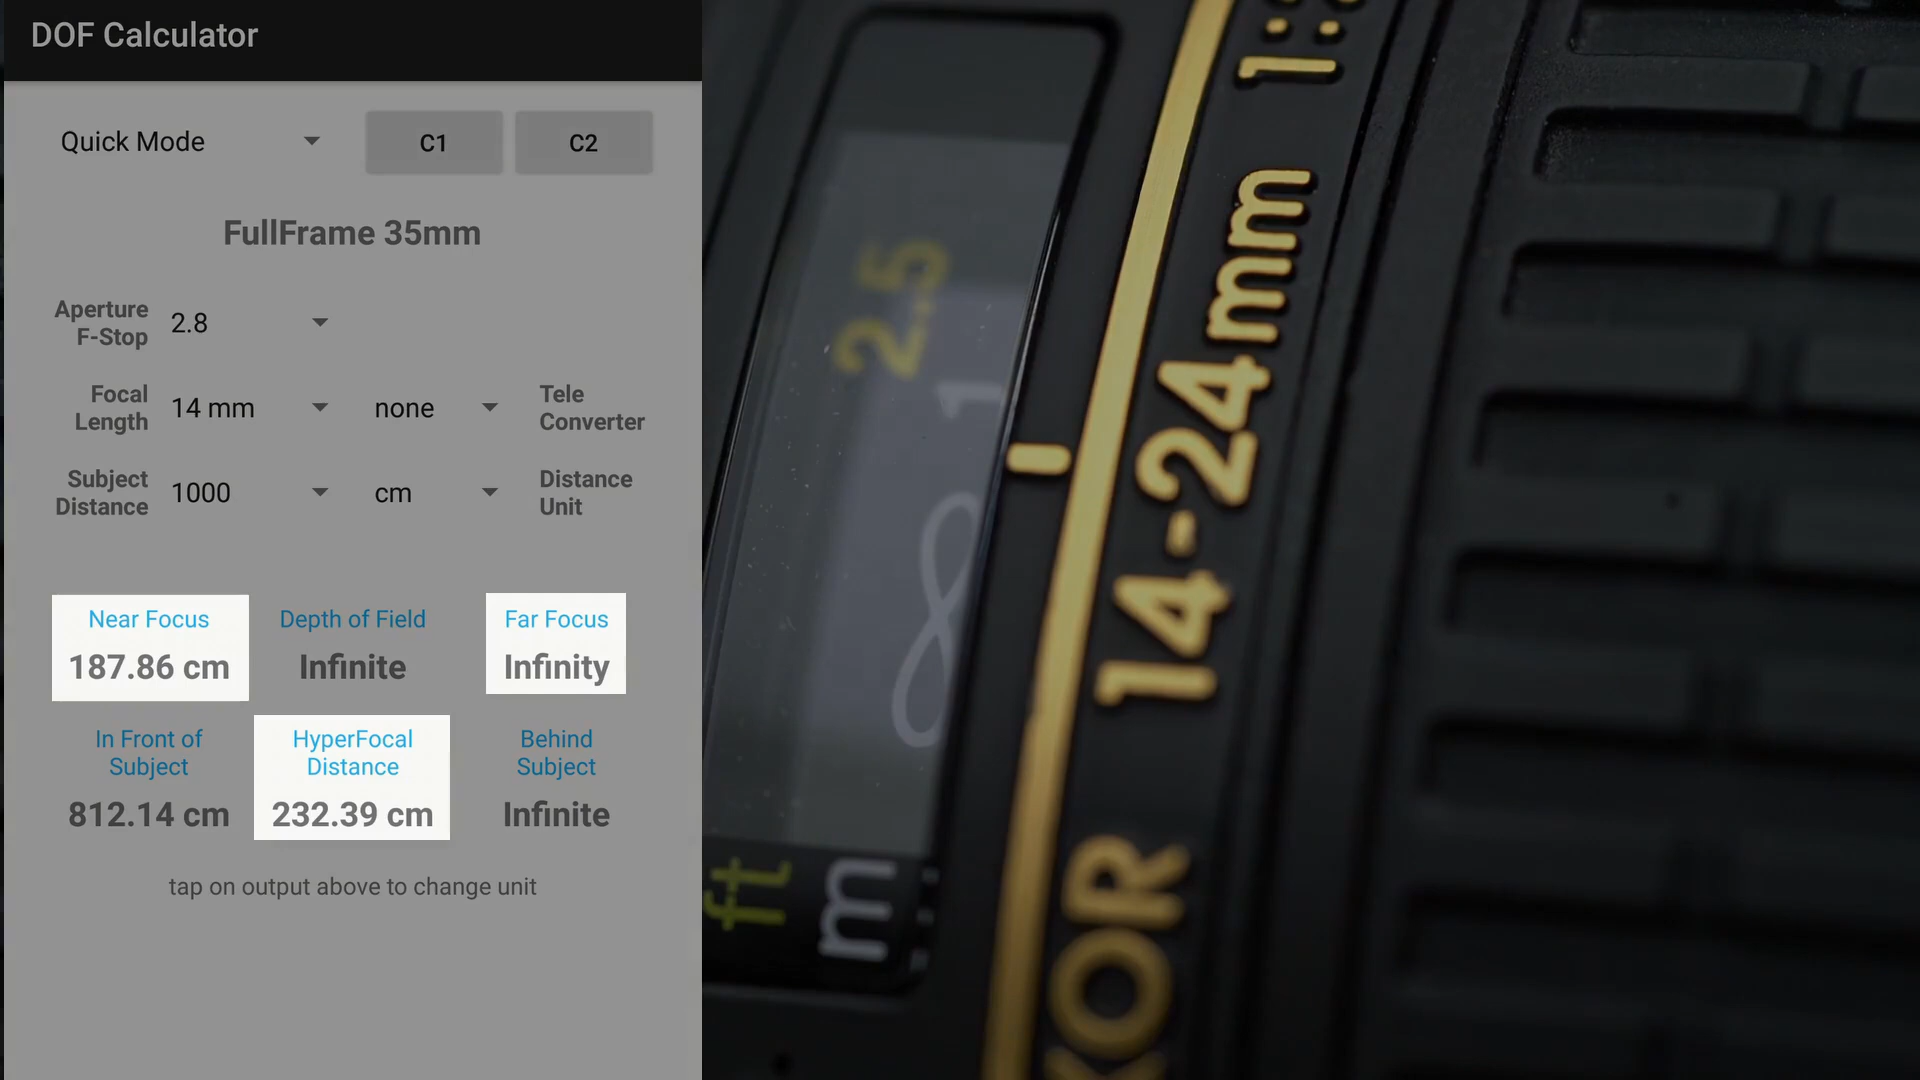 DOF Calculator
Quick Mode
C1
C2
FullFrame 35mm
Aperture
F-Stop
2.8
Focal
Length
14 mm
none
Tele
Converter
Subject
Distance
1000
cm
Distance
Unit
Near Focus
187.86 cm
Depth of Field
Infinite
Far Focus
Infinity
In Front of
Subject
812.14 cm
HyperFocal
Distance
232.39 cm
Behind
Subject
Infinite
tap on output above to change unit
2.5
1
∞
ft
m
KOR 14-24mm 1: